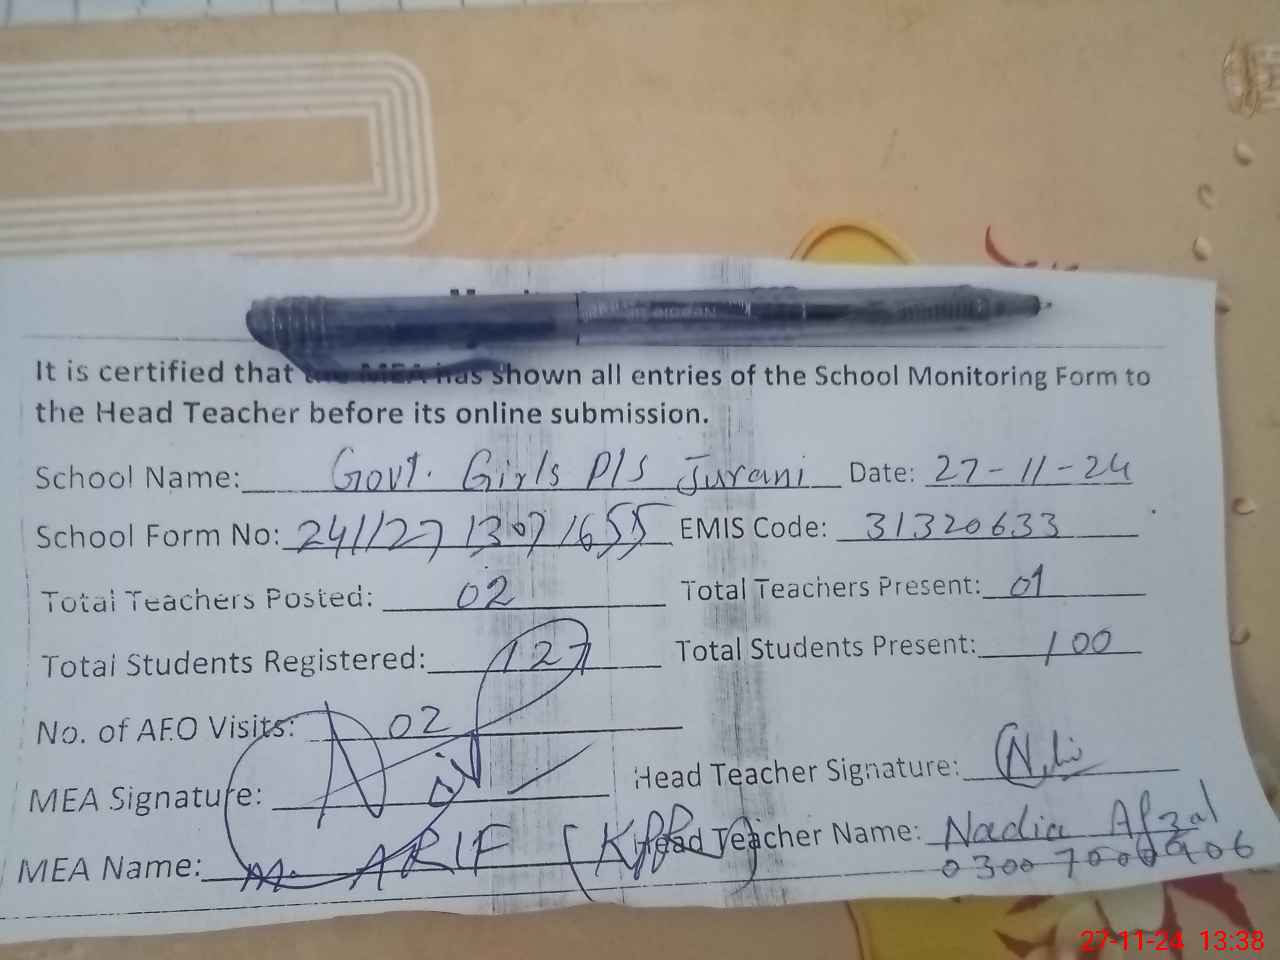 It is certified that the MEA has shown all entries of the School Monitoring Form to
the Head Teacher before its online submission.
School Name: Govt. Girls P/S Jurani Date: 27-11-24
School Form No: 241127 1307 1655 EMIS Code: 31320633
Total Teachers Posted: 02 Total Teachers Present: 01
Total Students Registered: 127 Total Students Present: 100
No. of AEO Visits: 02
MEA Signature: Head Teacher Signature:
MEA Name: M. ARIF Head Teacher Name: Nadia Afzal
27-11-24 13:38